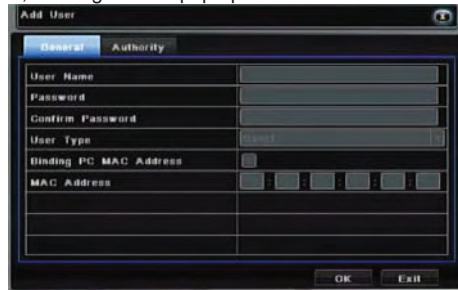 Add User
General Authority
User Name
Password
Confirm Password
User Type
Binding PC MAC Address
MAC Address : : : : :
OK Exit